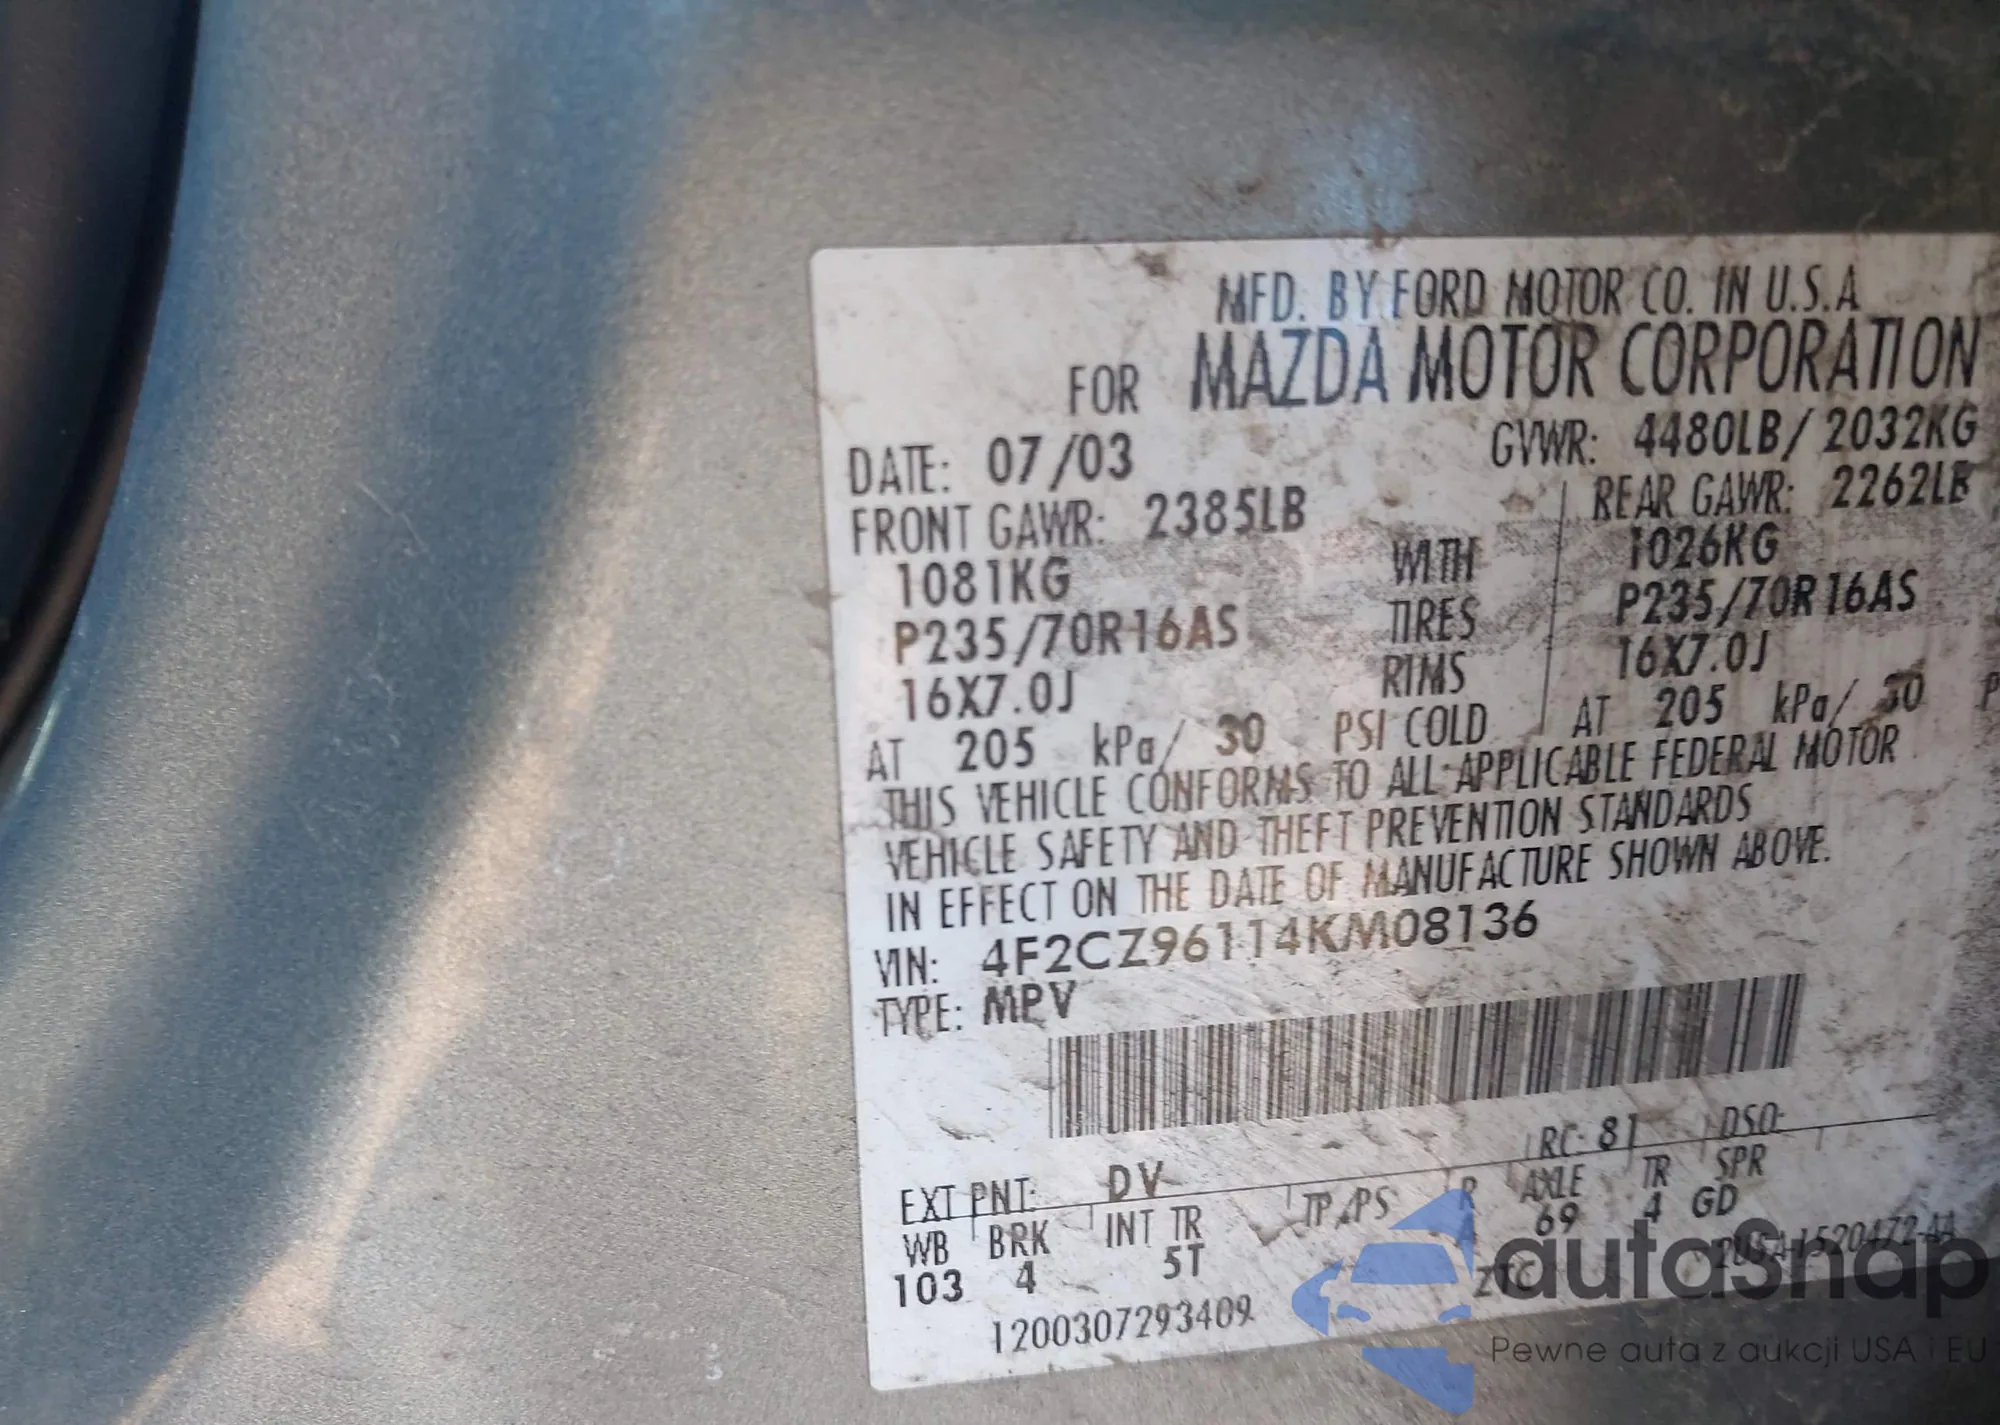 MFD. BY FORD MOTOR CO. IN U.S.A.
FOR MAZDA MOTOR CORPORATION
DATE: 07/03 GVWR: 4480LB/2032KG
FRONT GAWR: 2385LB REAR GAWR: 2262LB
1081KG WITH 1026KG
P235/70R16AS TIRES P235/70R16AS
16X7.0J RIMS 16X7.0J
AT 205 kPa/ 30 PSI COLD AT 205 kPa/ 30 P
THIS VEHICLE CONFORMS TO ALL APPLICABLE FEDERAL MOTOR
VEHICLE SAFETY AND THEFT PREVENTION STANDARDS
IN EFFECT ON THE DATE OF MANUFACTURE SHOWN ABOVE.
VIN: 4F2CZ96114KM08136
TYPE: MPV
EXT PNT: DV RC: 81 DSO:
WB BRK INT TR TP/PS R AXLE TR SPR
103 4 5T 69 4 GD
1200307293409
autasnap
Pewne auta z aukcji USA i EU